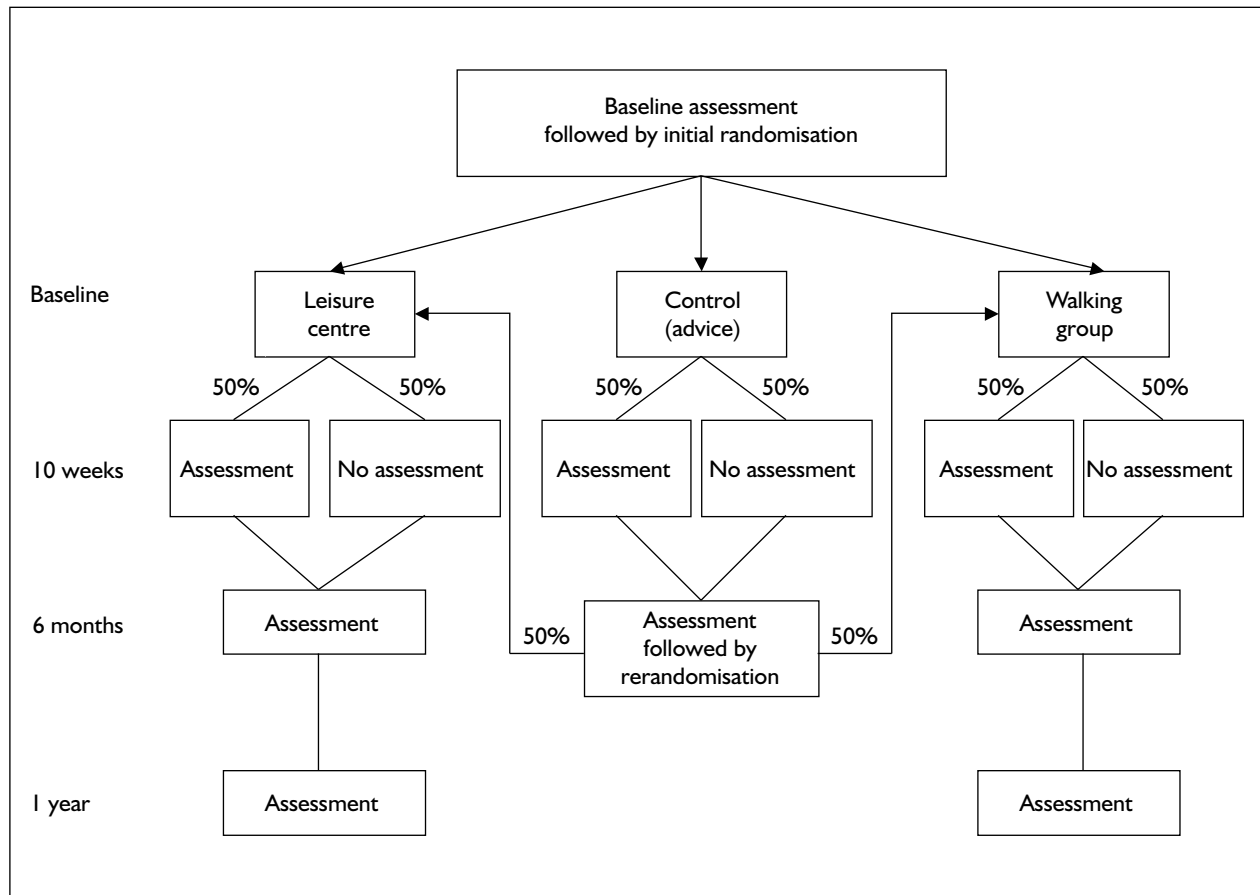 Baseline assessment
followed by initial randomisation
Baseline
Leisure
centre
Control
(advice)
Walking
group
50%
50%
50%
50%
50%
50%
10 weeks
Assessment
No assessment
Assessment
No assessment
Assessment
No assessment
6 months
Assessment
50%
Assessment
followed by
rerandomisation
50%
Assessment
1 year
Assessment
Assessment